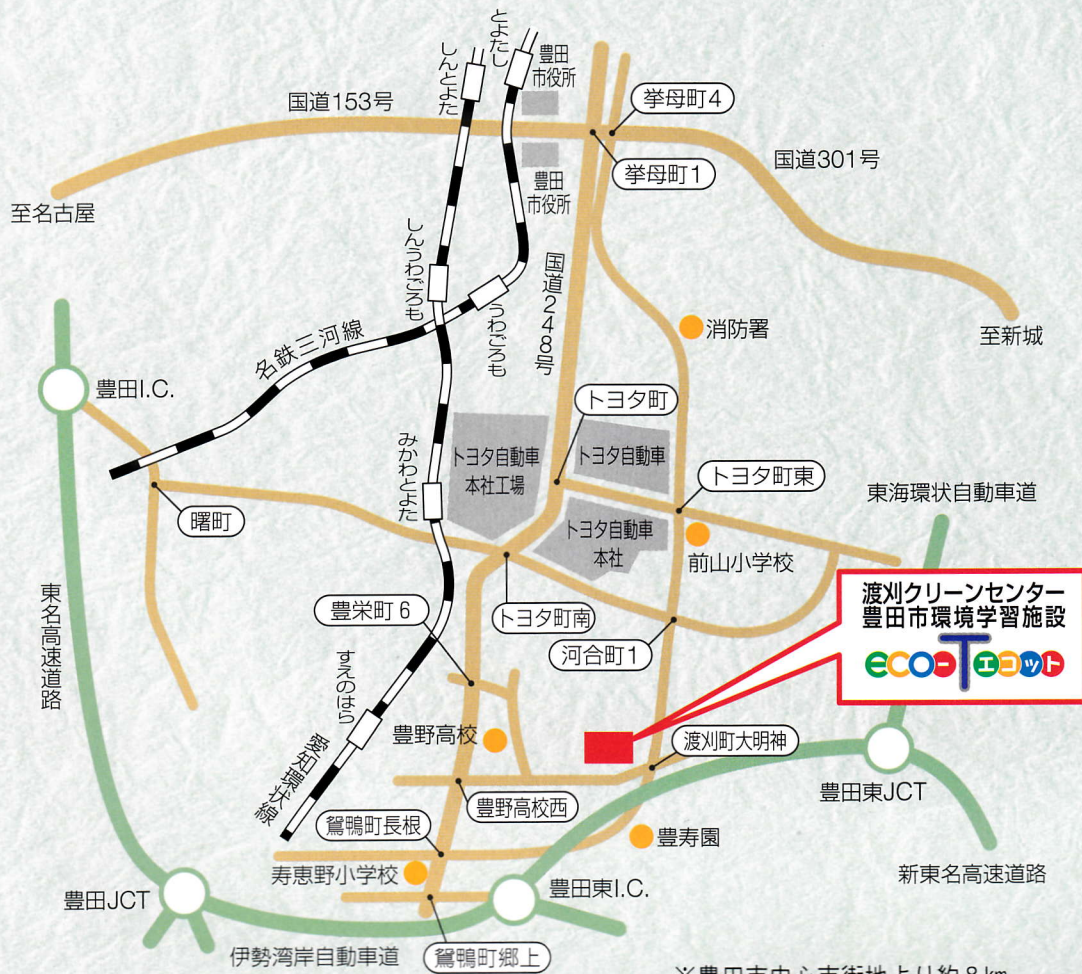 とよたし
しんとよた
豊田
市役所
国道153号
挙母町4
挙母町1
国道301号
豊田
市役所
至名古屋
しんうわごろも
うわごろも
国道248号
消防署
至新城
名鉄三河線
豊田I.C.
トヨタ町
みかわとよた
トヨタ自動車
本社工場
トヨタ自動車
トヨタ町東
曙町
トヨタ自動車
本社
東海環状自動車道
前山小学校
東名高速道路
豊栄町6
トヨタ町南
河合町1
渡刈クリーンセンター
豊田市環境学習施設
eco-T エコット
すえのはら
愛知環状線
豊野高校
渡刈町大明神
豊田東JCT
豊野高校西
鴛鴨町長根
豊寿園
寿恵野小学校
新東名高速道路
豊田JCT
豊田東I.C.
伊勢湾岸自動車道
鴛鴨町郷上